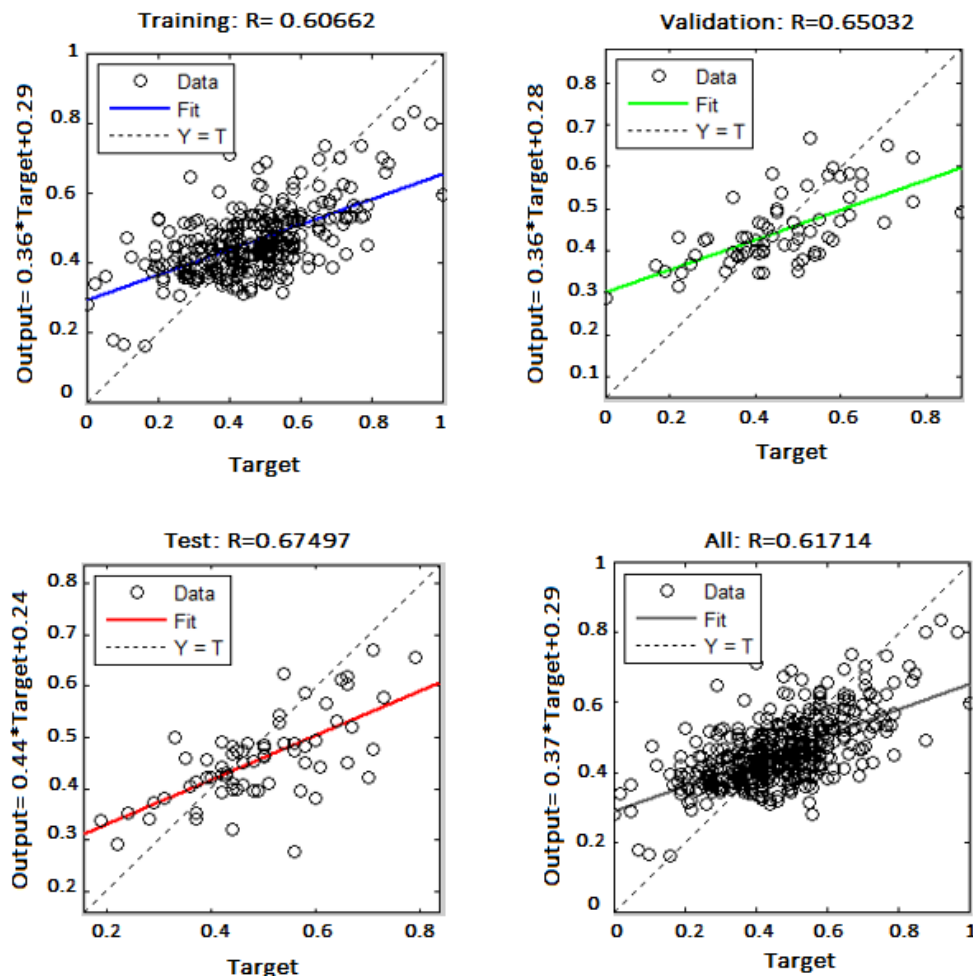 Training: R= 0.60662
Output= 0.36*Target+0.29
1
0.8
0.6
0.4
0.2
0
Data
Fit
Y = T
0
0.2
0.4
0.6
0.8
1
Target
Validation: R=0.65032
Output= 0.36*Target+0.28
0.8
0.7
0.6
0.5
0.4
0.3
0.2
0.1
Data
Fit
Y = T
0
0.2
0.4
0.6
0.8
Target
Test: R=0.67497
Output= 0.44*Target+0.24
0.8
0.7
0.6
0.5
0.4
0.3
0.2
Data
Fit
Y = T
0.2
0.4
0.6
0.8
Target
All: R=0.61714
Output= 0.37*Target+0.29
1
0.8
0.6
0.4
0.2
0
Data
Fit
Y = T
0
0.2
0.4
0.6
0.8
1
Target